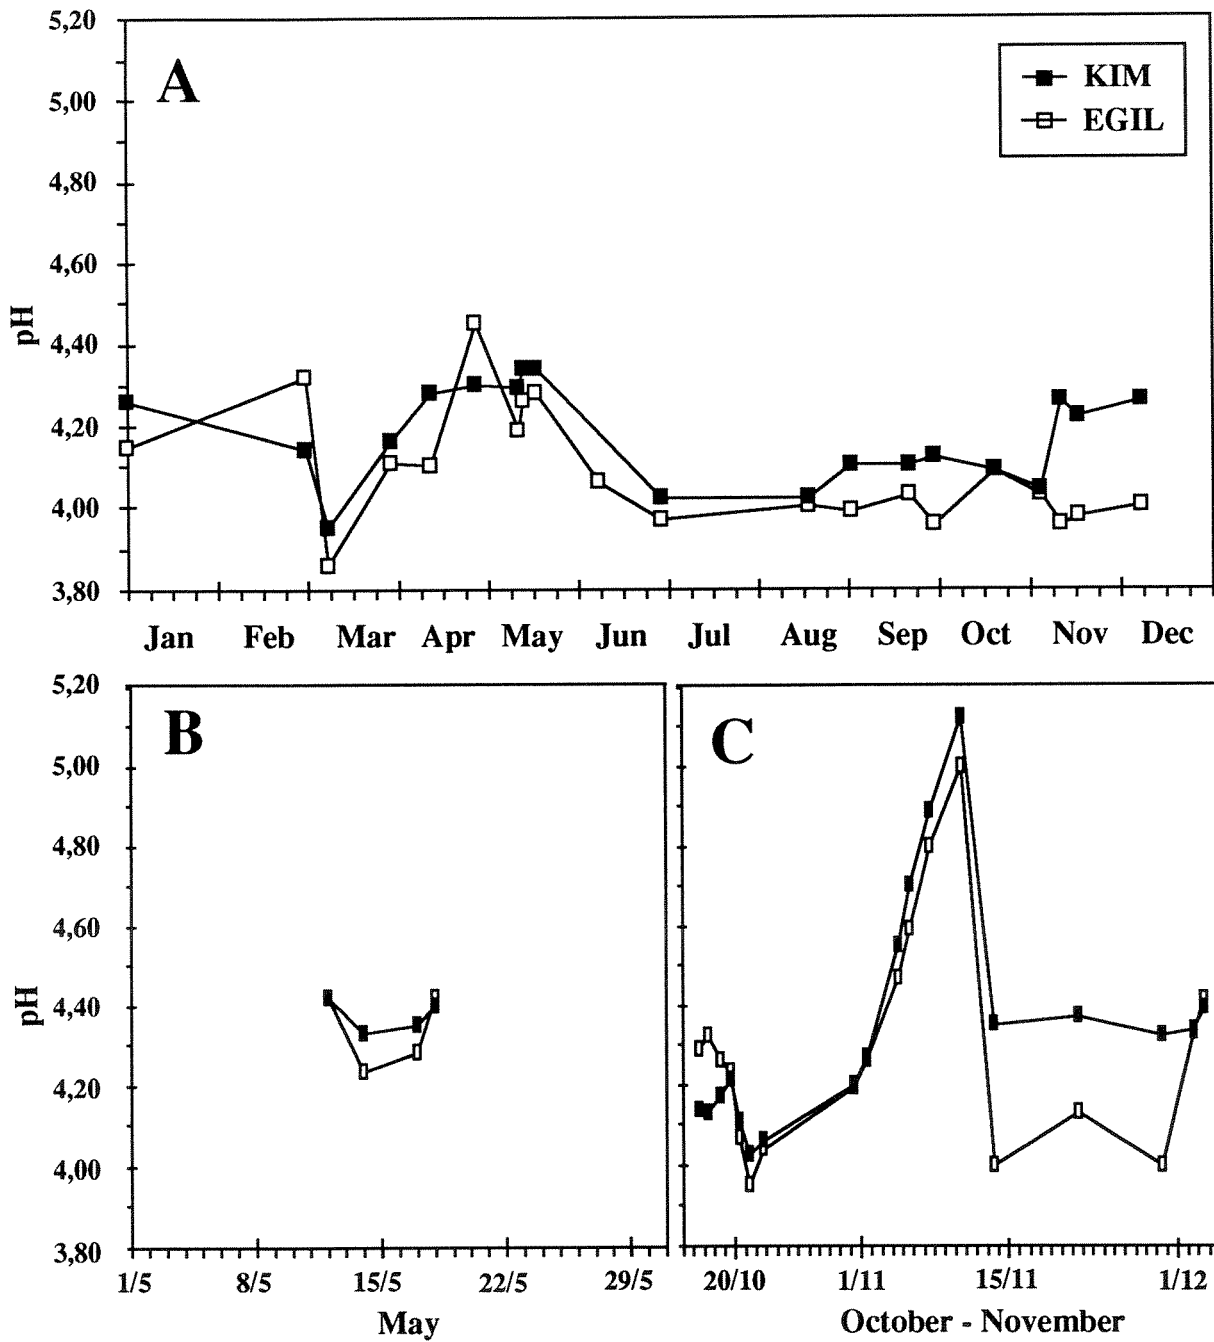 5,20
A
KIM
EGIL
5,00
4,80
4,60
4,40
4,20
4,00
3,80
pH
Jan Feb Mar Apr May Jun Jul Aug Sep Oct Nov Dec
5,20
B
C
5,00
4,80
4,60
4,40
4,20
4,00
3,80
pH
1/5 8/5 15/5 22/5 29/5
20/10 1/11 15/11 1/12
May
October - November